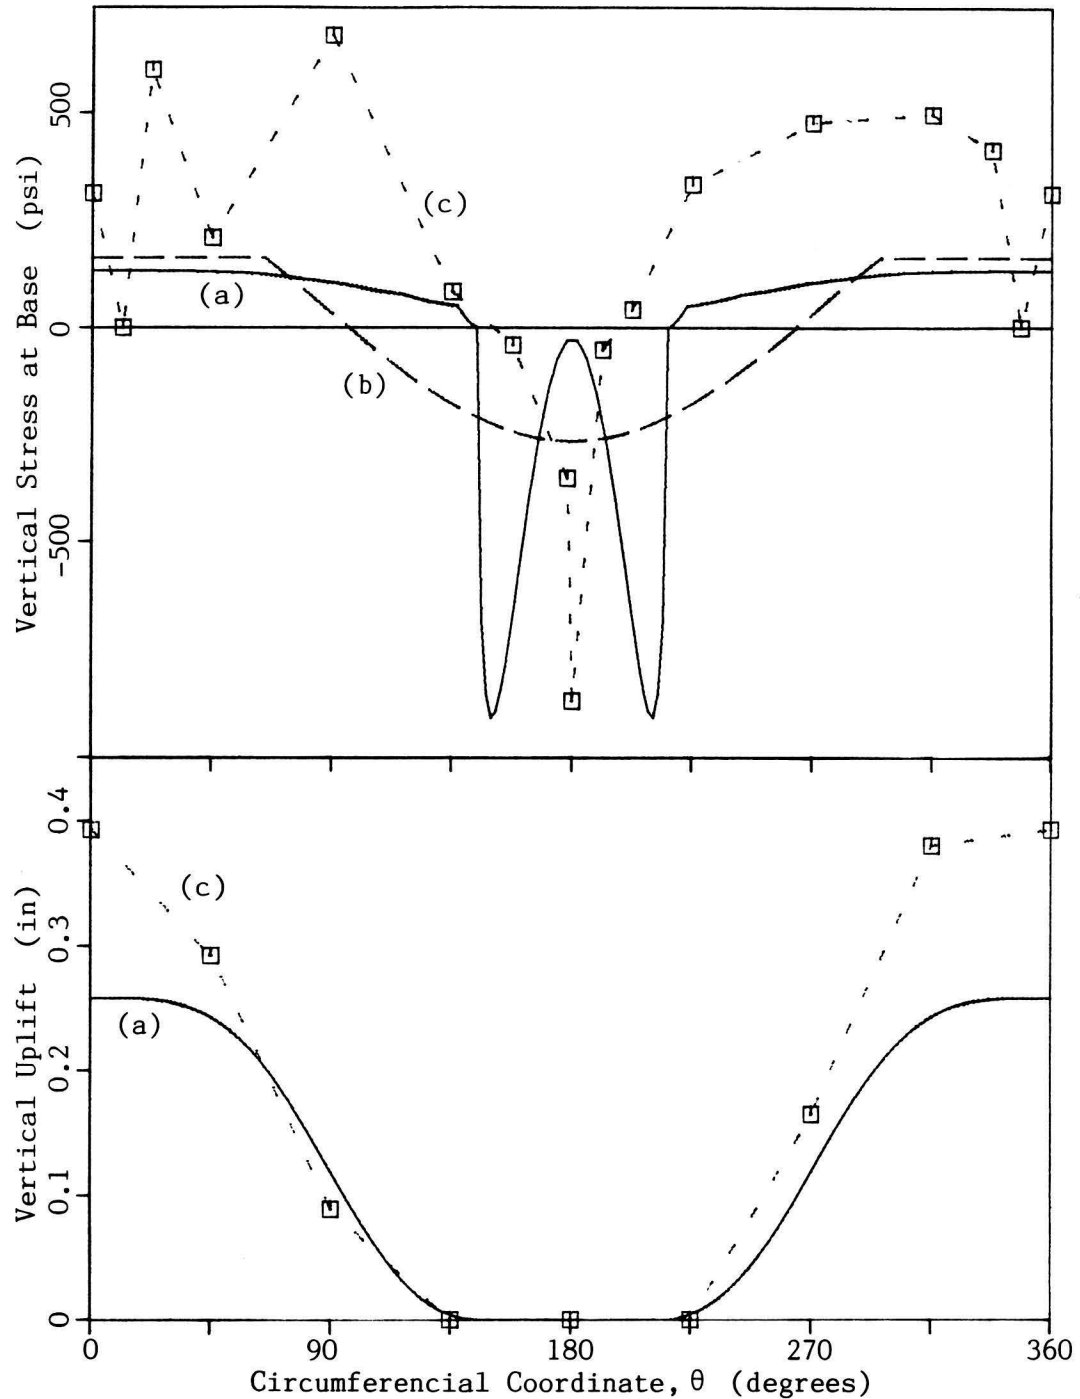 Vertical Stress at Base (psi)
500
0
-500
(a)
(b)
(c)
Vertical Uplift (in)
0.4
0.3
0.2
0.1
0
(c)
(a)
0 90 180 270 360
Circumferencial Coordinate, θ (degrees)